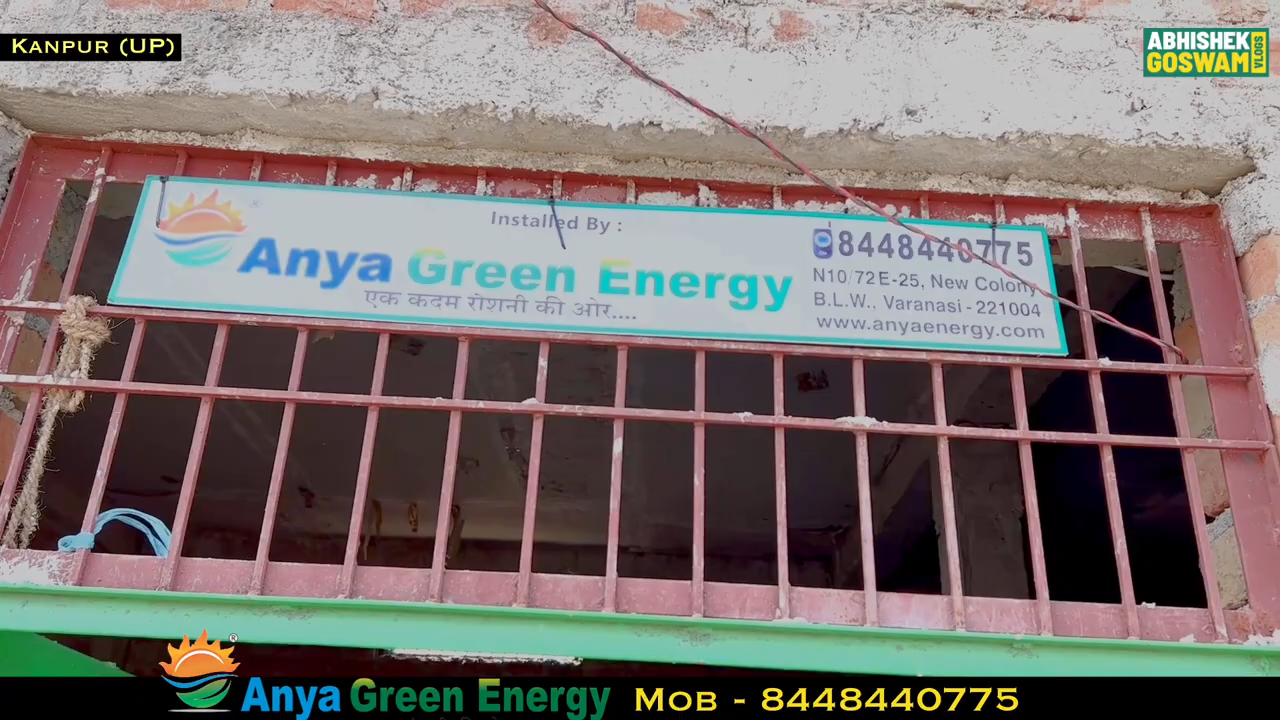 KANPUR (UP)
ABHISHEK
GOSWAMI
VLOGS
Installed By :
Anya Green Energy
एक कदम रोशनी की ओर....
8448440775
N10/72E-25, New Colony
B.L.W., Varanasi - 221004
www.anyaenergy.com
Anya Green Energy MOB - 8448440775